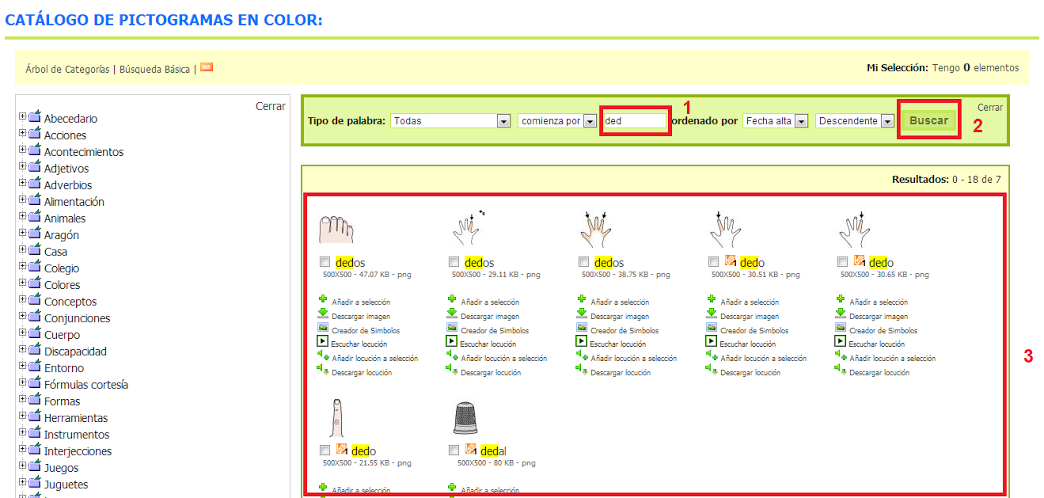 CATÁLOGO DE PICTOGRAMAS EN COLOR:
Árbol de Categorías | Búsqueda Básica |
Mi Selección: Tengo 0 elementos
Cerrar
Abecedario
Acciones
Acontecimientos
Adjetivos
Adverbios
Alimentación
Animales
Aragón
Casa
Colegio
Colores
Conceptos
Conjunciones
Cuerpo
Discapacidad
Entorno
Fórmulas cortesía
Formas
Herramientas
Instrumentos
Interjecciones
Juegos
Juguetes
1
Cerrar
Tipo de palabra: Todas comienza por ded ordenado por Fecha alta Descendente Buscar
2
Resultados: 0 - 18 de 7
dedos dedos dedos dedo dedo
500X500 - 47.07 KB - png 500X500 - 29.11 KB - png 500X500 - 38.75 KB - png 500X500 - 30.51 KB - png 500X500 - 30.65 KB - png
Añadir a selección Añadir a selección Añadir a selección Añadir a selección Añadir a selección
Descargar imagen Descargar imagen Descargar imagen Descargar imagen Descargar imagen
Creador de Simbolos Creador de Simbolos Creador de Simbolos Creador de Simbolos Creador de Simbolos
Escuchar locución Escuchar locución Escuchar locución Escuchar locución Escuchar locución
Añadir locución a selección Añadir locución a selección Añadir locución a selección Añadir locución a selección Añadir locución a selección
Descargar locución Descargar locución Descargar locución Descargar locución Descargar locución
3
dedo dedal
500X500 - 21.55 KB - png 500X500 - 80 KB - png
Añadir a selección Añadir a selección